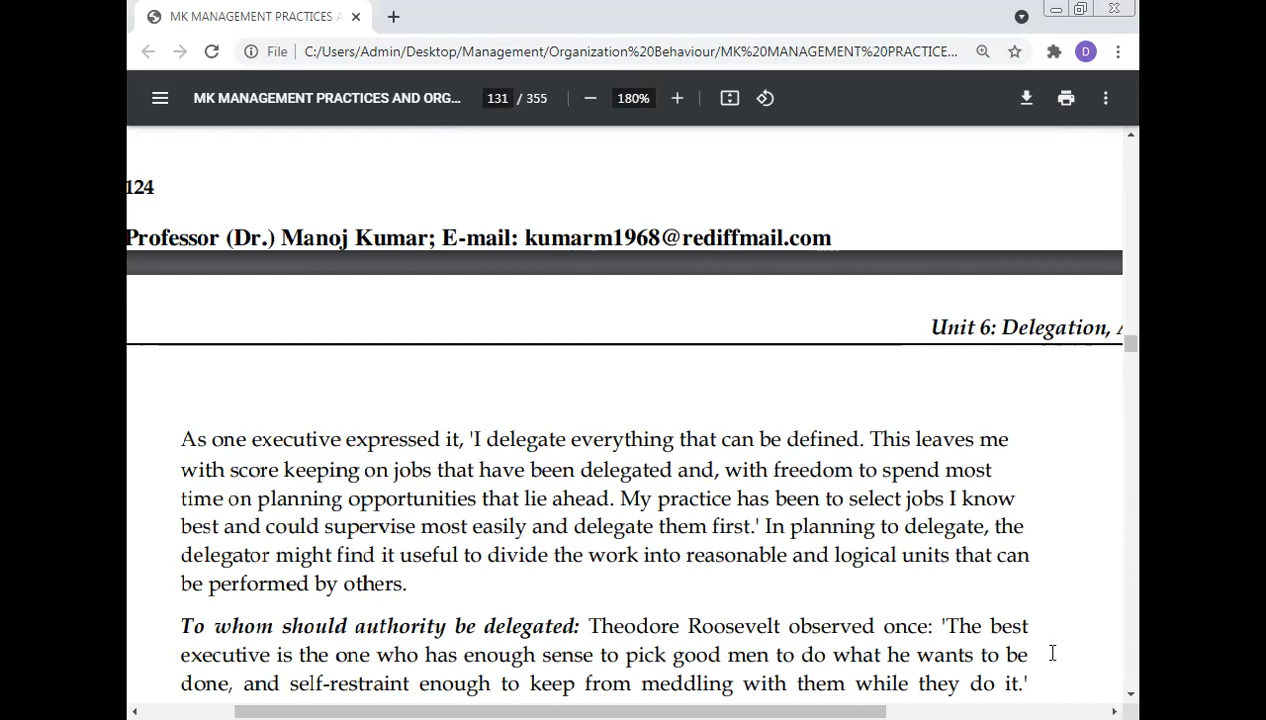 MK MANAGEMENT PRACTICES A
File C:/Users/Admin/Desktop/Management/Organization%20Behaviour/MK%20MANAGEMENT%20PRACTICE...
D
MK MANAGEMENT PRACTICES AND ORG... 131 / 355 180%
124
Professor (Dr.) Manoj Kumar; E-mail: kumarm1968@rediffmail.com
Unit 6: Delegation,
As one executive expressed it, 'I delegate everything that can be defined. This leaves me
with score keeping on jobs that have been delegated and, with freedom to spend most
time on planning opportunities that lie ahead. My practice has been to select jobs I know
best and could supervise most easily and delegate them first.' In planning to delegate, the
delegator might find it useful to divide the work into reasonable and logical units that can
be performed by others.
To whom should authority be delegated: Theodore Roosevelt observed once: 'The best
executive is the one who has enough sense to pick good men to do what he wants to be
done, and self-restraint enough to keep from meddling with them while they do it.'